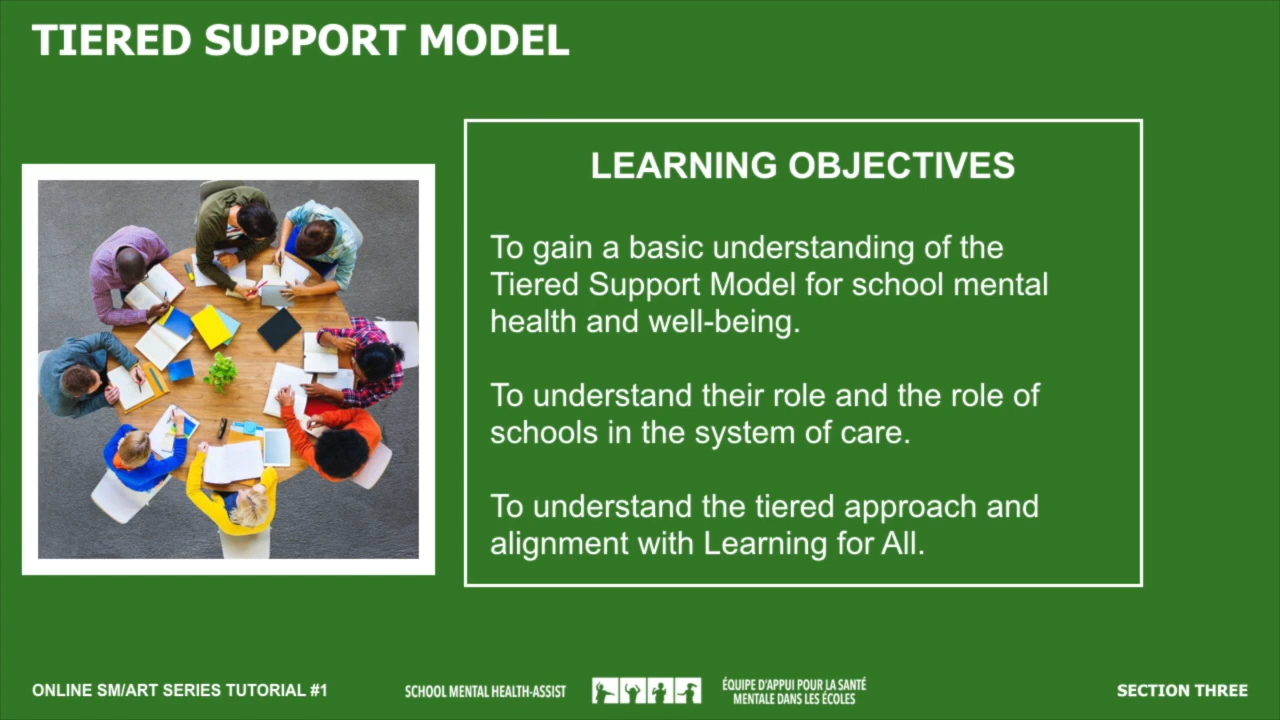 TIERED SUPPORT MODEL
LEARNING OBJECTIVES
To gain a basic understanding of the
Tiered Support Model for school mental
health and well-being.
To understand their role and the role of
schools in the system of care.
To understand the tiered approach and
alignment with Learning for All.
ONLINE SM/ART SERIES TUTORIAL #1
SCHOOL MENTAL HEALTH-ASSIST
ÉQUIPE D'APPUI POUR LA SANTÉ
MENTALE DANS LES ÉCOLES
SECTION THREE